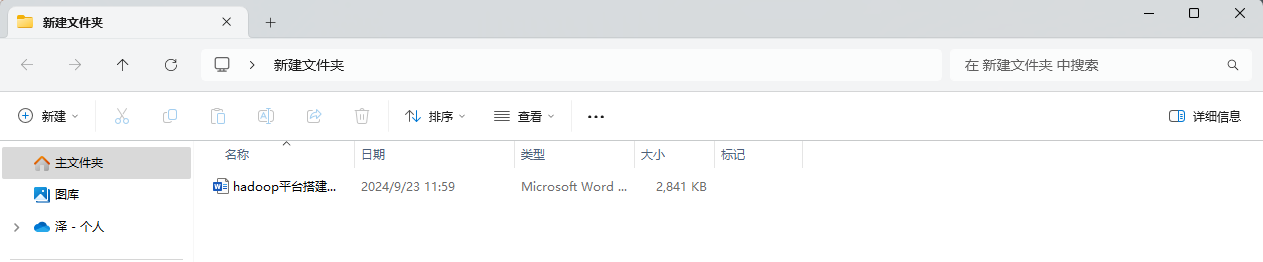 新建文件夹
新建文件夹
在 新建文件夹 中搜索
新建 排序 查看 详细信息
主文件夹
图库
泽 - 个人
名称 日期 类型 大小 标记
hadoop平台搭建... 2024/9/23 11:59 Microsoft Word ... 2,841 KB